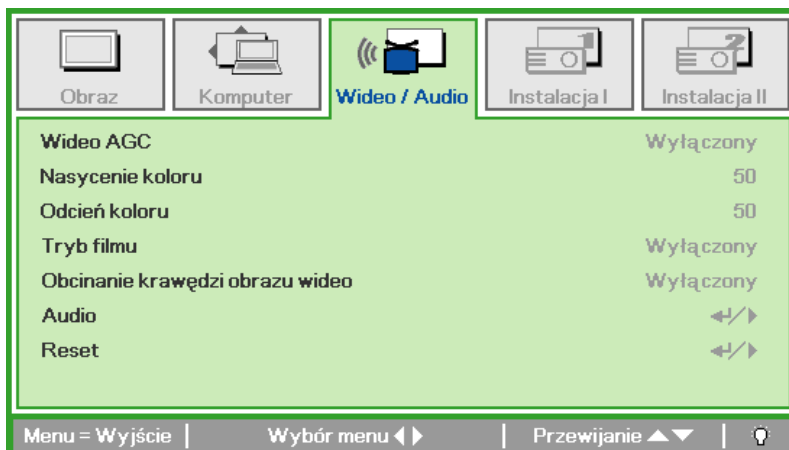 Obraz
Komputer
Wideo / Audio
Instalacja I
Instalacja II
Wideo AGC Wyłączony
Nasycenie koloru 50
Odcień koloru 50
Tryb filmu Wyłączony
Obcinanie krawędzi obrazu wideo Wyłączony
Audio
Reset
Menu = Wyjście | Wybór menu | Przewijanie |